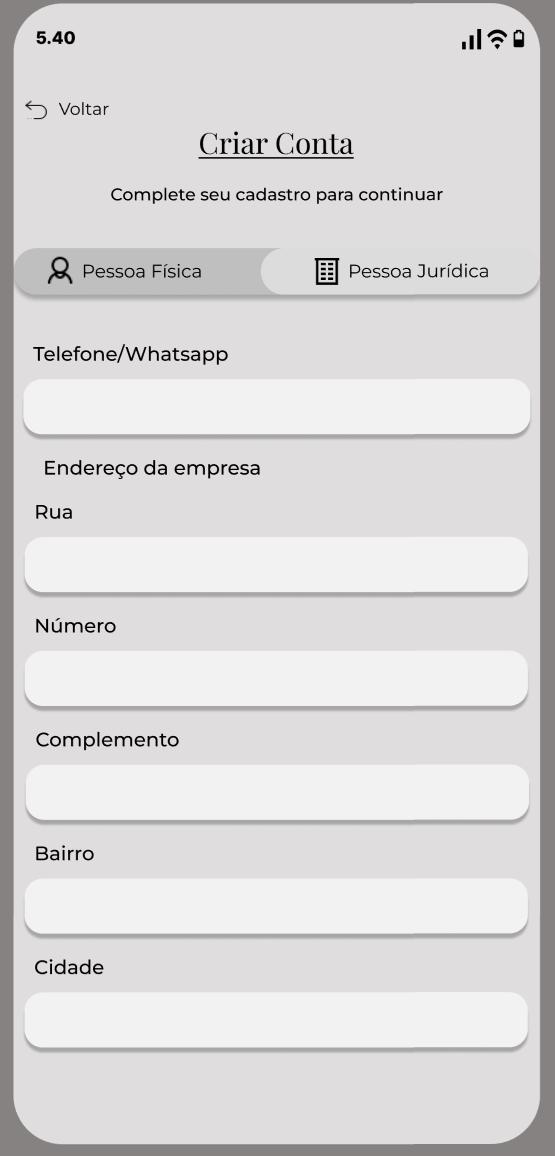 5.40
Voltar
Criar Conta
Complete seu cadastro para continuar
Pessoa Física Pessoa Jurídica
Telefone/Whatsapp
Endereço da empresa
Rua
Número
Complemento
Bairro
Cidade